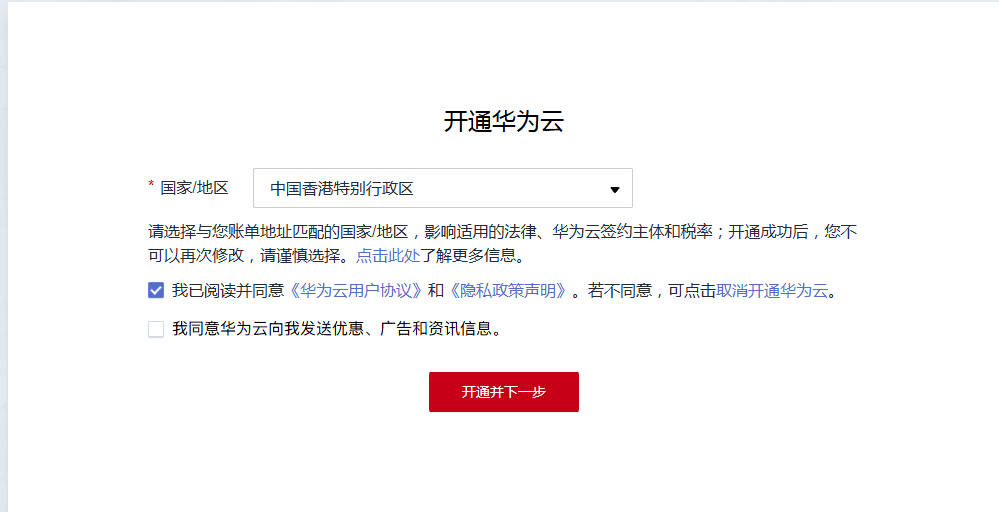 开通华为云
* 国家/地区 中国香港特别行政区
请选择与您账单地址匹配的国家/地区，影响适用的法律、华为云签约主体和税率；开通成功后，您不
可以再次修改，请谨慎选择。点击此处了解更多信息。
我已阅读并同意《华为云用户协议》和《隐私政策声明》。若不同意，可点击取消开通华为云。
我同意华为云向我发送优惠、广告和资讯信息。
开通并下一步